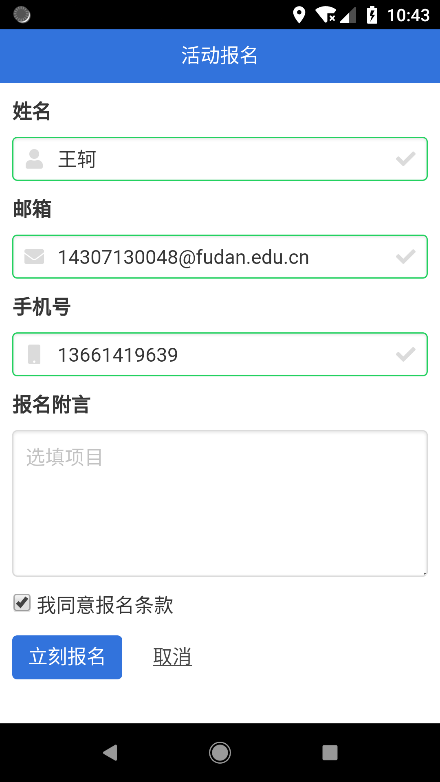 10:43
活动报名
姓名
王轲
邮箱
14307130048@fudan.edu.cn
手机号
13661419639
报名附言
选填项目
我同意报名条款
立刻报名 取消